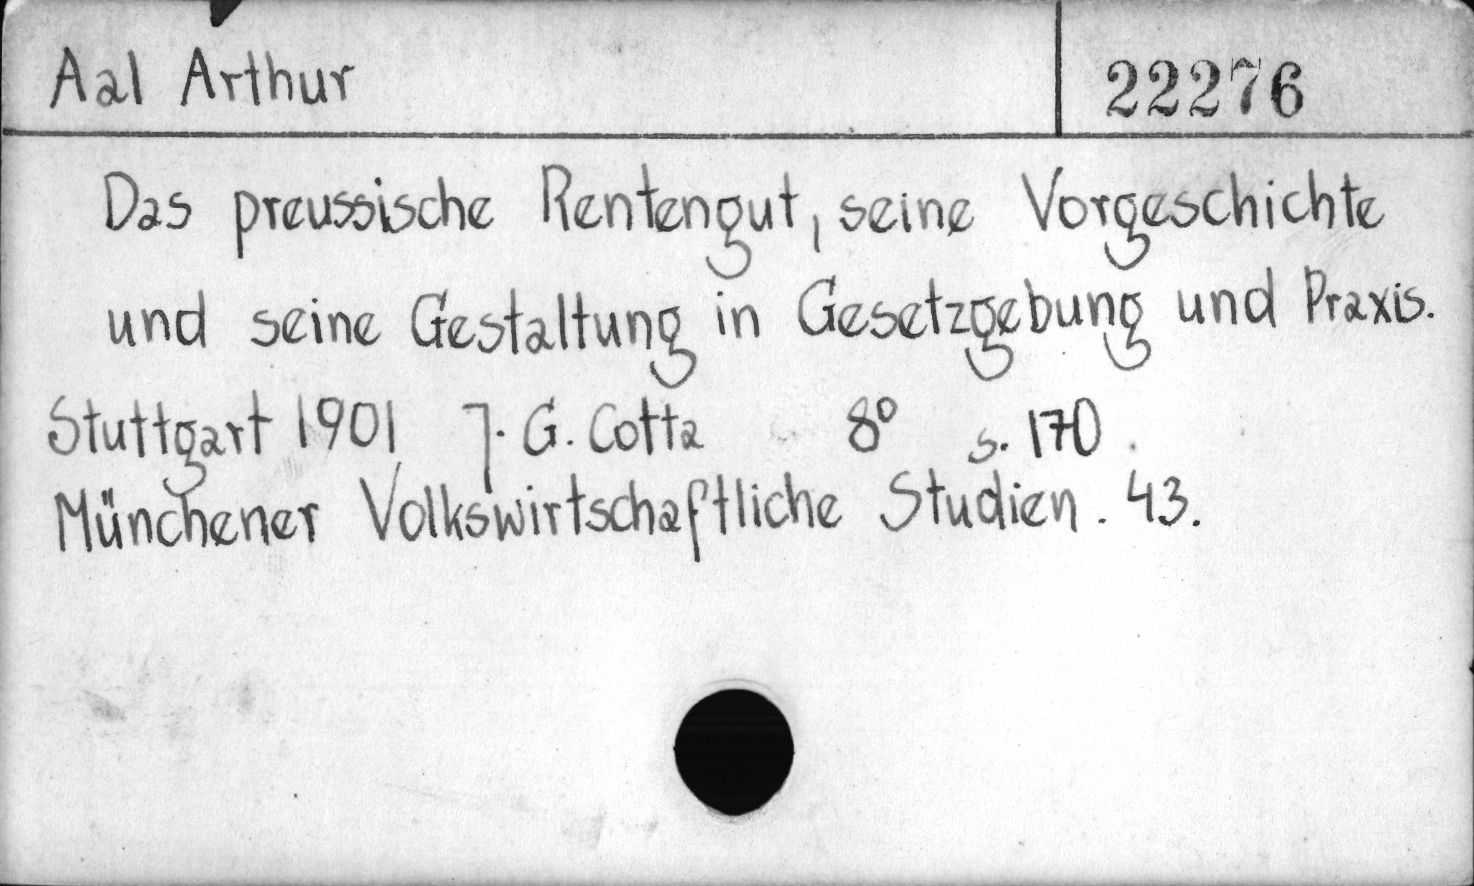 Aal Arthur 22276
Das preussische Rentengut, seine Vorgeschichte
und seine Gestaltung in Gesetzgebung und Praxis.
Stuttgart 1901 J. G. Cotta 8° s. 170.
Münchener Volkswirtschaftliche Studien. 43.